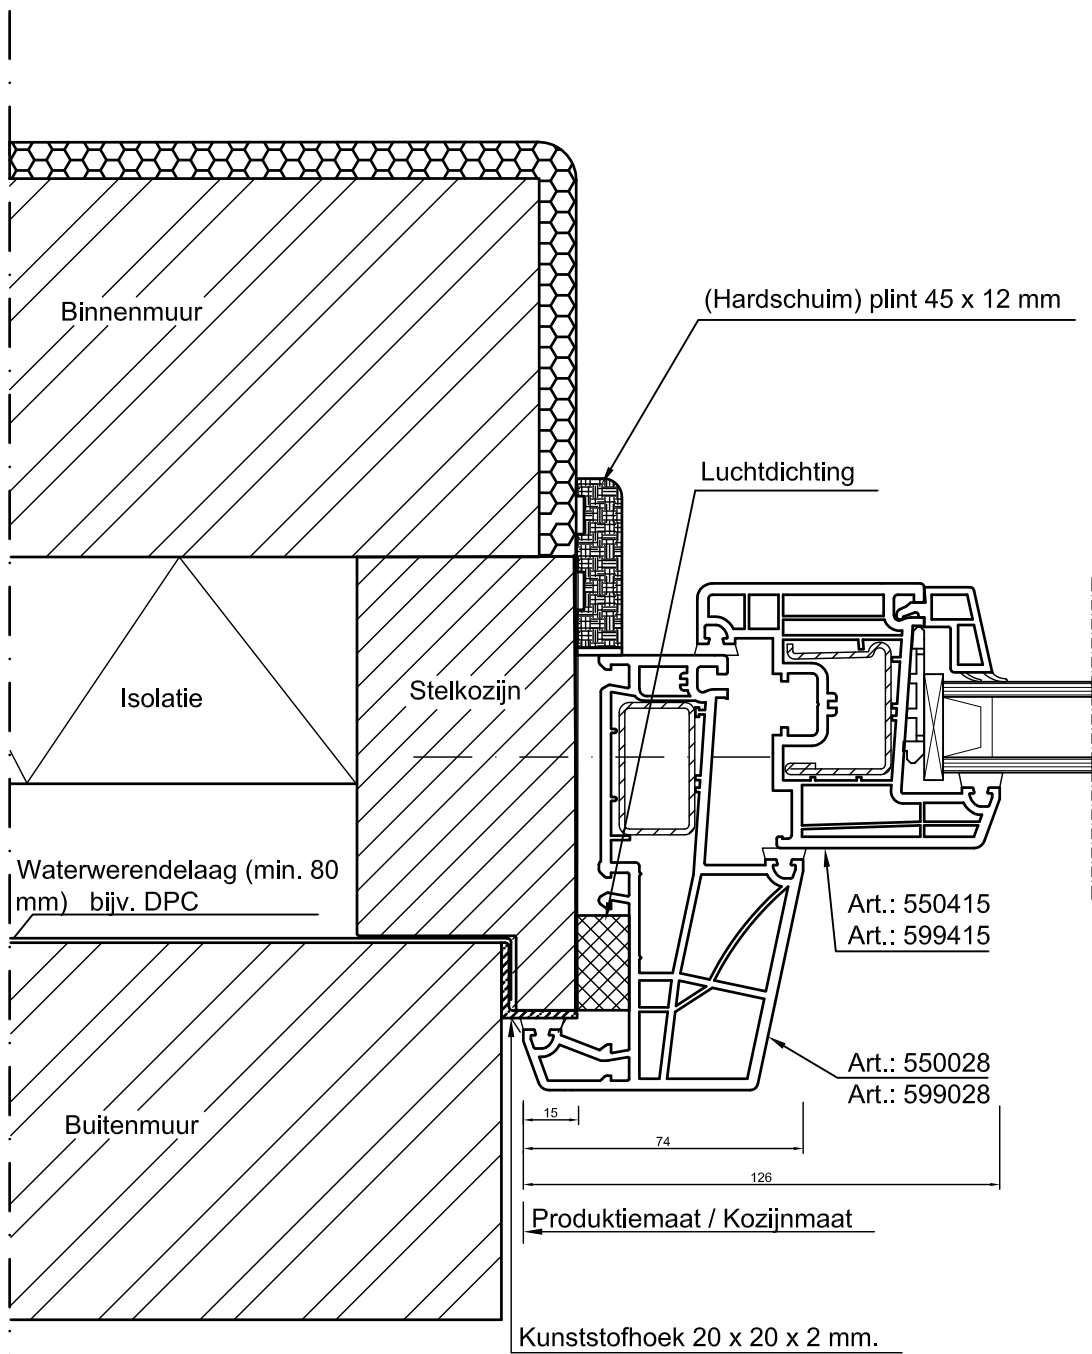 Binnenmuur
(Hardschuim) plint 45 x 12 mm
Luchtdichting
Isolatie
Stelkozijn
Waterwerendelaag (min. 80
mm) bijv. DPC
Art.: 550415
Art.: 599415
Art.: 550028
Art.: 599028
Buitenmuur
15
74
126
Produktiemaat / Kozijnmaat
Kunststofhoek 20 x 20 x 2 mm.